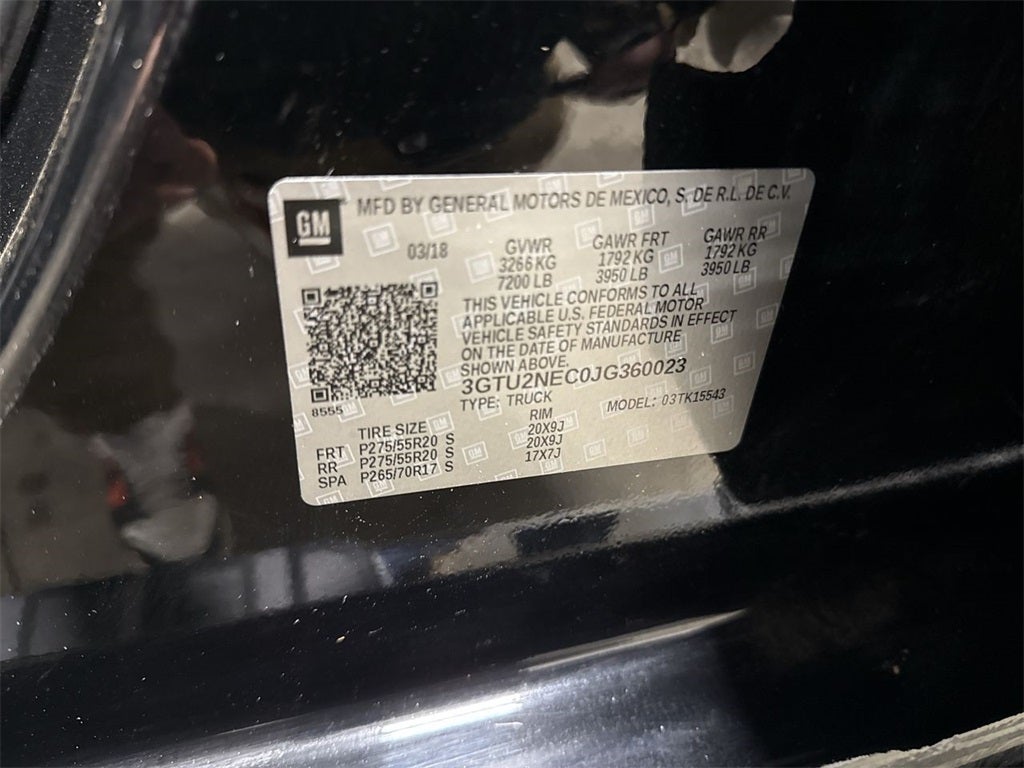 GM
MFD BY GENERAL MOTORS DE MEXICO, S. DE R.L. DE C.V.
03/18 GVWR GAWR FRT GAWR RR
3266 KG 1792 KG 1792 KG
7200 LB 3950 LB 3950 LB
THIS VEHICLE CONFORMS TO ALL
APPLICABLE U.S. FEDERAL MOTOR
VEHICLE SAFETY STANDARDS IN EFFECT
ON THE DATE OF MANUFACTURE
SHOWN ABOVE.
3GTU2NEC0JG360023
TYPE: TRUCK MODEL: 03TK15543
8555
TIRE SIZE RIM
FRT P275/55R20 S 20X9J
RR P275/55R20 S 20X9J
SPA P265/70R17 S 17X7J